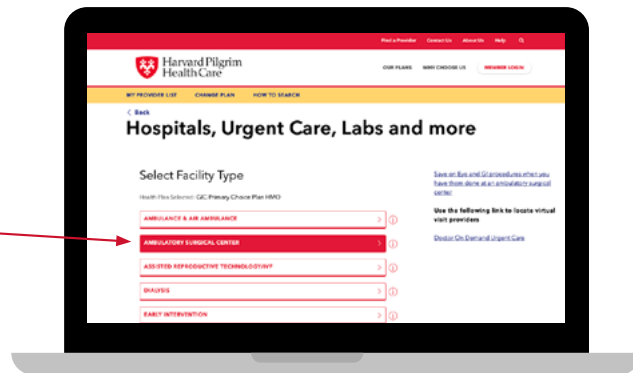 Find a Provider Contact Us About Us Help
Harvard Pilgrim
HealthCare
OUR PLANS WHY CHOOSE US MEMBER LOGIN
MY PROVIDER LIST CHANGE PLAN HOW TO SEARCH
< Back
Hospitals, Urgent Care, Labs and more
Select Facility Type
Health Plan Selected: GIC Primary Choice Plan HMO
AMBULANCE & AIR AMBULANCE
AMBULATORY SURGICAL CENTER
ASSISTED REPRODUCTIVE TECHNOLOGY/IVF
DIALYSIS
EARLY INTERVENTION
Save on Eye and GI procedures when you
have them done at an ambulatory surgical
center
Use the following link to locate virtual
visit providers
Doctor On Demand Urgent Care